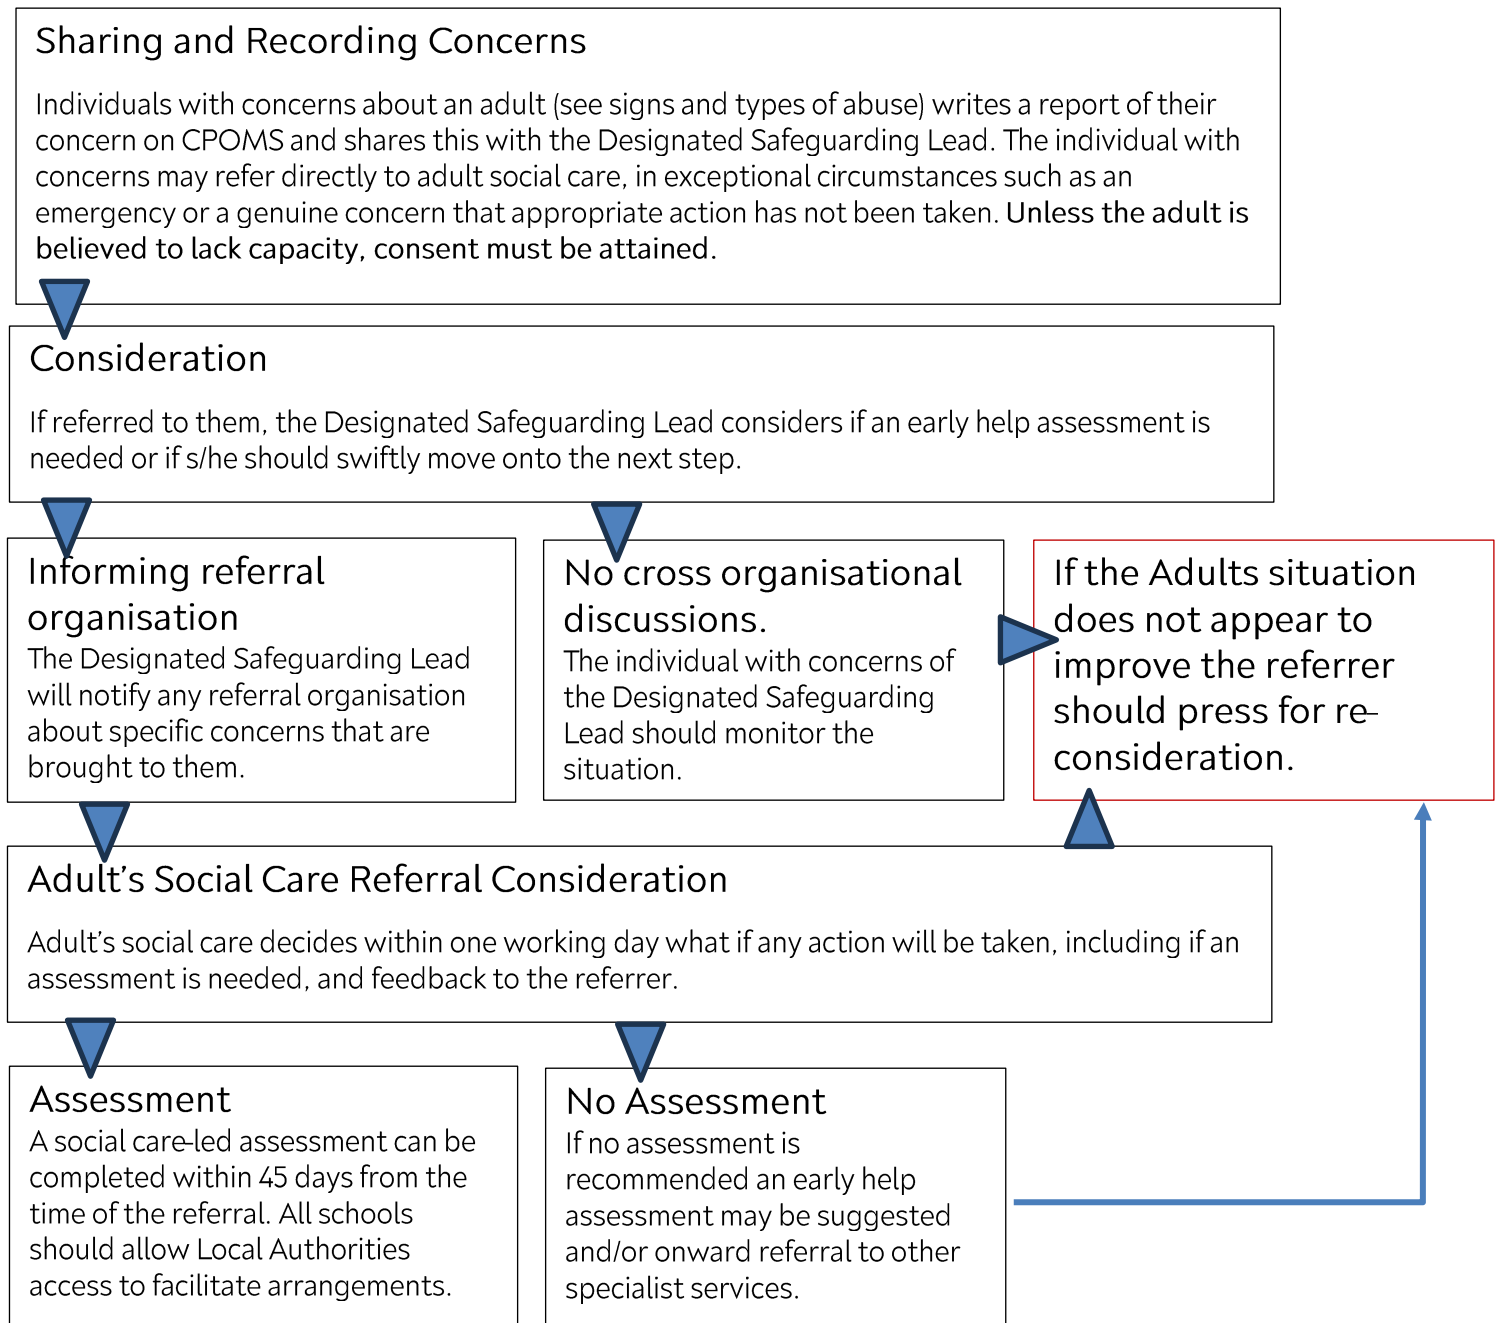 Sharing and Recording Concerns
Individuals with concerns about an adult (see signs and types of abuse) writes a report of their
concern on CPOMS and shares this with the Designated Safeguarding Lead. The individual with
concerns may refer directly to adult social care, in exceptional circumstances such as an
emergency or a genuine concern that appropriate action has not been taken. Unless the adult is
believed to lack capacity, consent must be attained.
Consideration
If referred to them, the Designated Safeguarding Lead considers if an early help assessment is
needed or if s/he should swiftly move onto the next step.
Informing referral
organisation
The Designated Safeguarding Lead
will notify any referral organisation
about specific concerns that are
brought to them.
No cross organisational
discussions.
The individual with concerns of
the Designated Safeguarding
Lead should monitor the
situation.
If the Adults situation
does not appear to
improve the referrer
should press for re-
consideration.
Adult's Social Care Referral Consideration
Adult's social care decides within one working day what if any action will be taken, including if an
assessment is needed, and feedback to the referrer.
Assessment
A social care-led assessment can be
completed within 45 days from the
time of the referral. All schools
should allow Local Authorities
access to facilitate arrangements.
No Assessment
If no assessment is
recommended an early help
assessment may be suggested
and/or onward referral to other
specialist services.